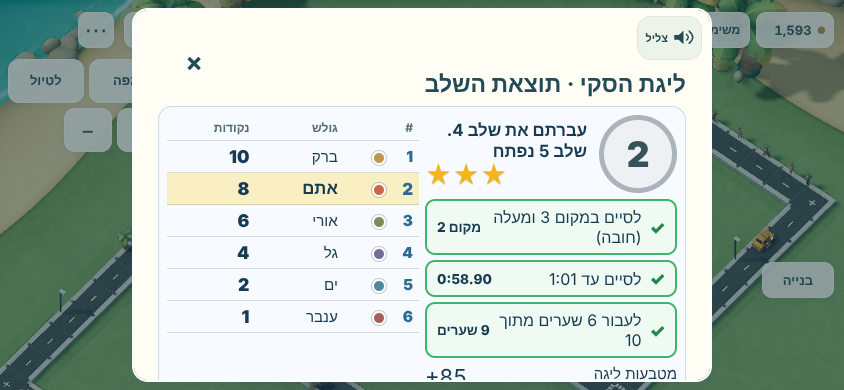 1,593
משימ
צליל
...
מפה
לטיול
–
בנייה
×
ליגת הסקי · תוצאת השלב
2
עברתם את שלב 4.
שלב 5 נפתח
לסיים במקום 3 ומעלה
(חובה)
מקום 2
לסיים עד 1:01
0:58.90
לעבור 6 שערים מתוך
10
9 שערים
מטבעות ליגה
+85
# גולש נקודות
1 ברק 10
2 אתם 8
3 אורי 6
4 גל 4
5 ים 2
6 ענבר 1